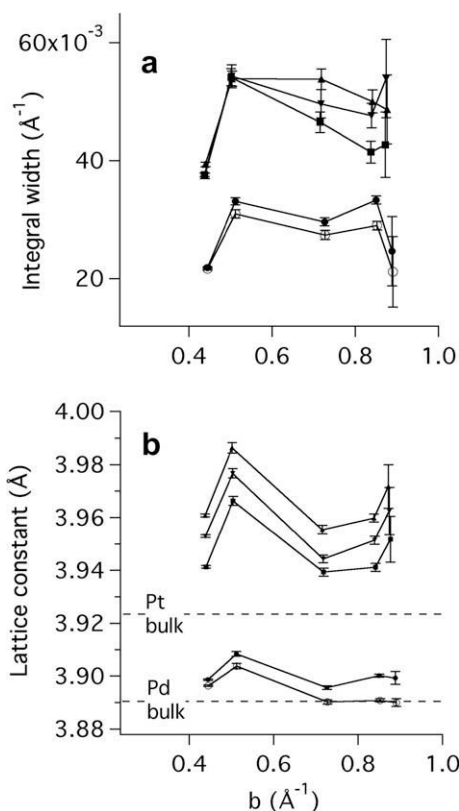 60x10⁻³
a
40
20
Integral width (Å⁻¹)
0.4 0.6 0.8 1.0
4.00
b
3.98
3.96
3.94
Pt
3.92
bulk
3.90
Pd
bulk
3.88
Lattice constant (Å)
0.4 0.6 0.8 1.0
b (Å⁻¹)